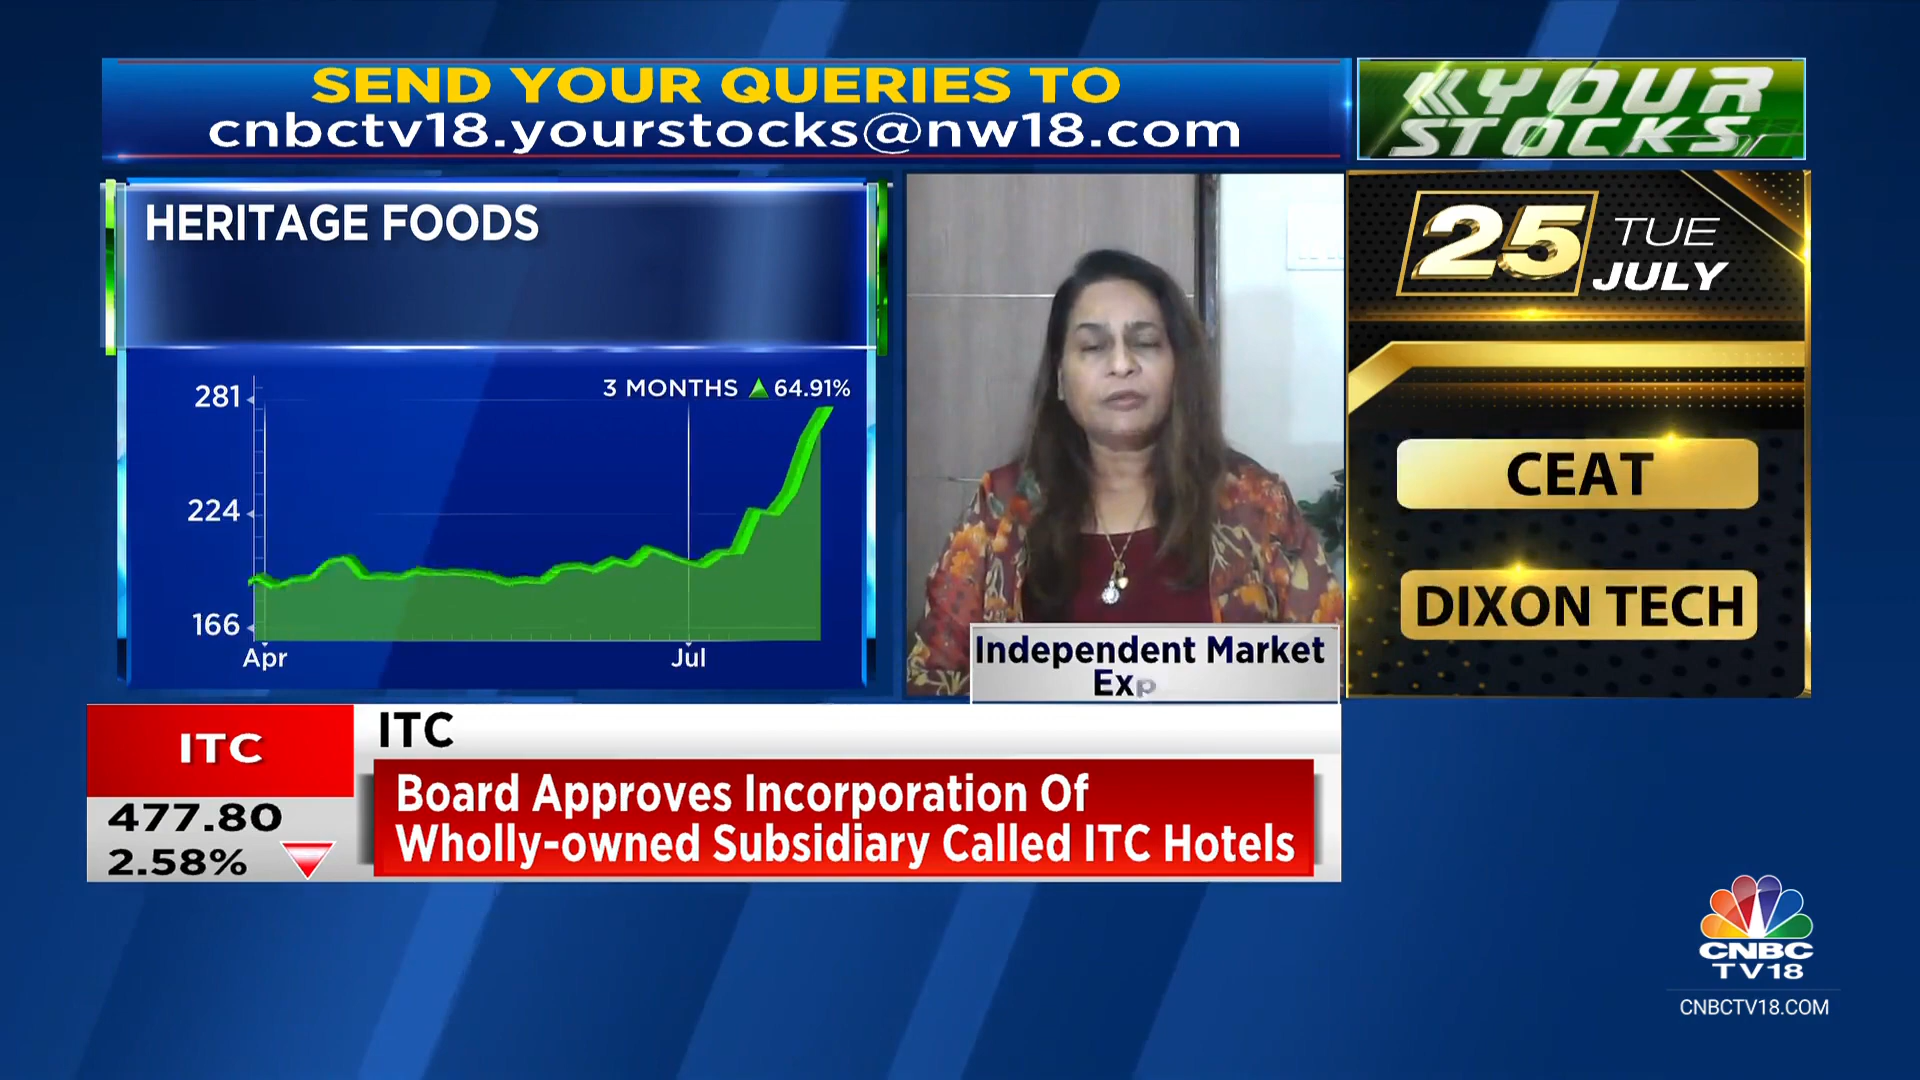 SEND YOUR QUERIES TO
cnbctv18.yourstocks@nw18.com
YOUR
STOCKS
HERITAGE FOODS
3 MONTHS 64.91%
281
224
166
Apr
Jul
Independent Market
Exp
25
TUE
JULY
CEAT
DIXON TECH
ITC
477.80
2.58%
ITC
Board Approves Incorporation Of
Wholly-owned Subsidiary Called ITC Hotels
CNBC
TV18
CNBCTV18.COM